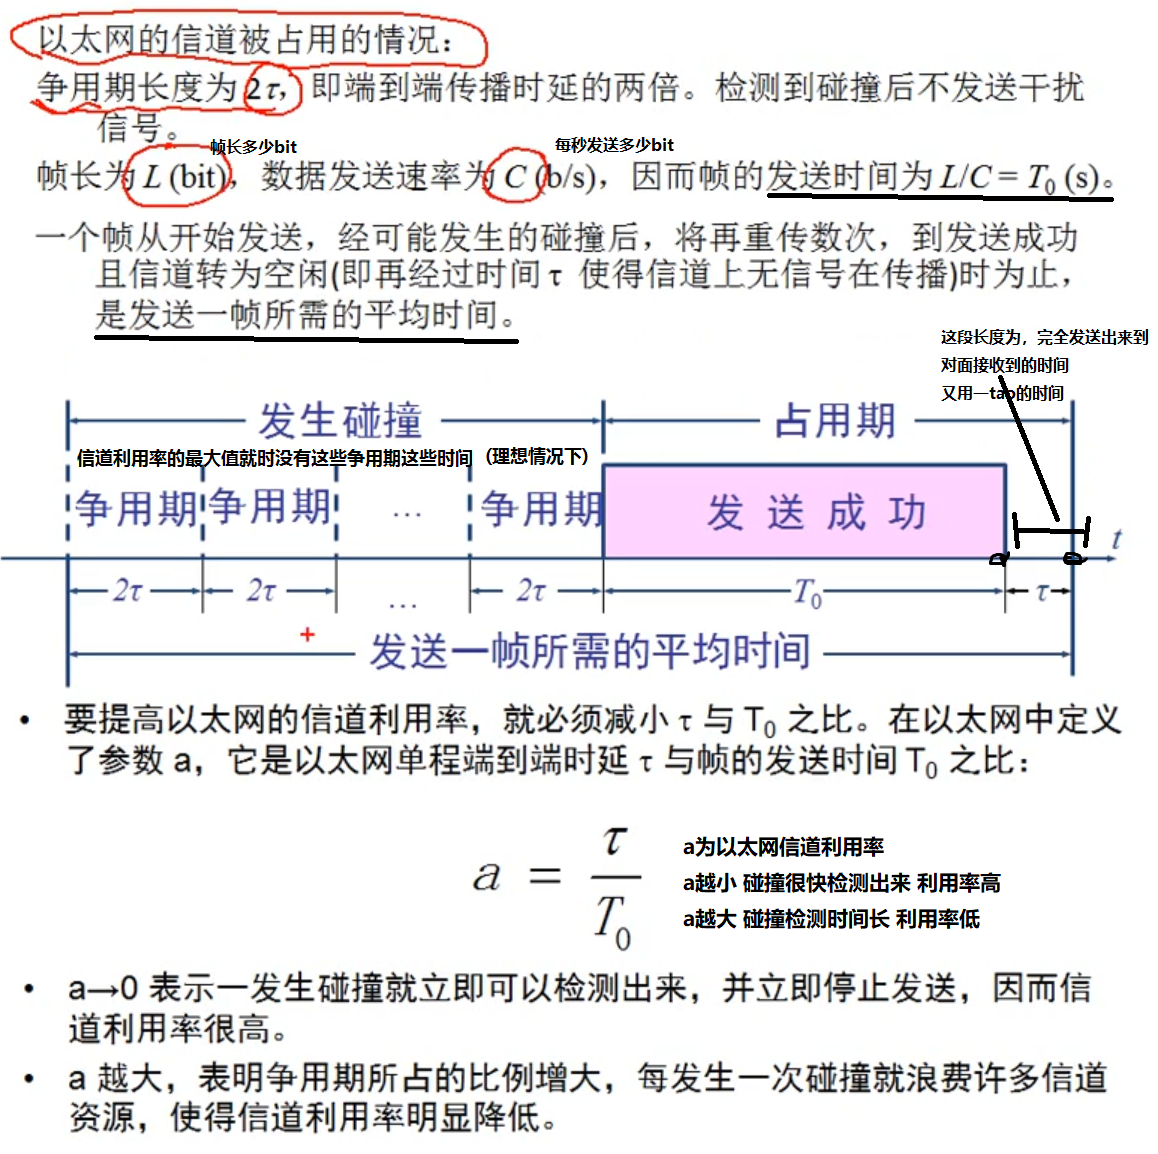 以太网的信道被占用的情况：
争用期长度为 2τ，即端到端传播时延的两倍。检测到碰撞后不发送干扰
信号。
帧长多少bit
每秒发送多少bit
帧长为 L (bit)，数据发送速率为 C (b/s)，因而帧的发送时间为 L/C = T₀ (s)。
一个帧从开始发送，经可能发生的碰撞后，将再重传数次，到发送成功
且信道转为空闲(即再经过时间 τ 使得信道上无信号在传播)时为止，
是发送一帧所需的平均时间。
这段长度为，完全发送出来到
对面接收到的时间
又用一tao的时间
发生碰撞
占用期
信道利用率的最大值就时没有这些争用期这些时间（理想情况下）
争用期 争用期 … 争用期 发 送 成 功
t
2τ 2τ … 2τ T₀ τ
发送一帧所需的平均时间
• 要提高以太网的信道利用率，就必须减小 τ 与 T₀ 之比。在以太网中定义
了参数 a，它是以太网单程端到端时延 τ 与帧的发送时间 T₀ 之比：
a = τ / T₀
a为以太网信道利用率
a越小 碰撞很快检测出来 利用率高
a越大 碰撞检测时间长 利用率低
• a→0 表示一发生碰撞就立即可以检测出来，并立即停止发送，因而信
道利用率很高。
• a 越大，表明争用期所占的比例增大，每发生一次碰撞就浪费许多信道
资源，使得信道利用率明显降低。